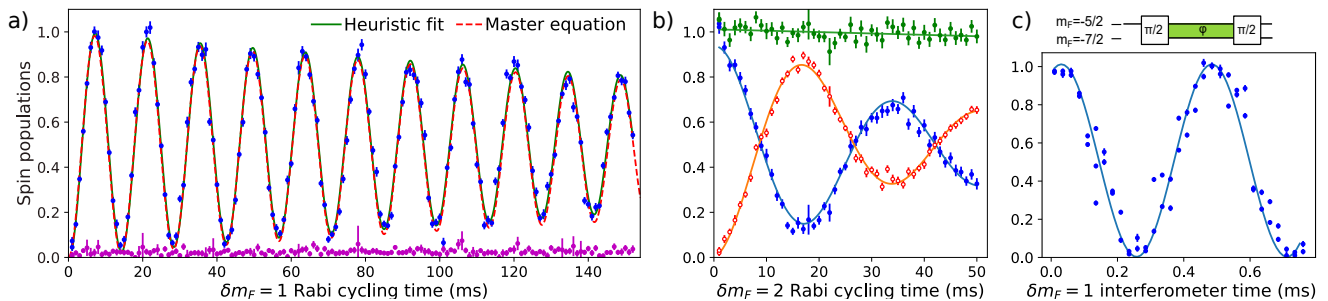 a)
Heuristic fit
Master equation
Spin populations
1.0
0.8
0.6
0.4
0.2
0.0
0 20 40 60 80 100 120 140
δm_F = 1 Rabi cycling time (ms)
b)
1.0
0.8
0.6
0.4
0.2
0.0
0 10 20 30 40 50
δm_F = 2 Rabi cycling time (ms)
c)
m_F=-5/2
m_F=-7/2
π/2 φ π/2
1.0
0.8
0.6
0.4
0.2
0.0
0.0 0.2 0.4 0.6
δm_F = 1 interferometer time (ms)